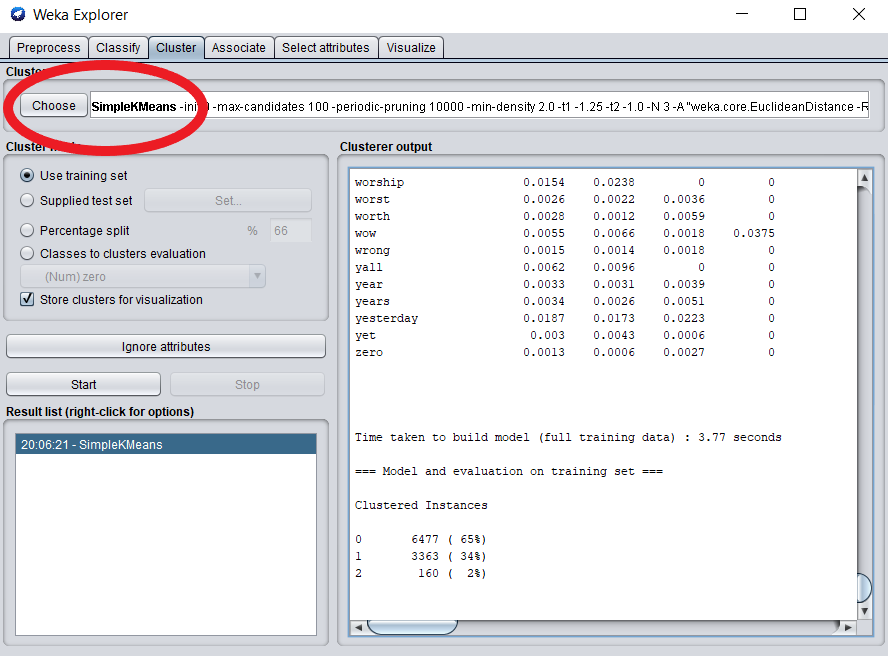 Weka Explorer
Preprocess Classify Cluster Associate Select attributes Visualize
Choose SimpleKMeans -init 0 -max-candidates 100 -periodic-pruning 10000 -min-density 2.0 -t1 -1.25 -t2 -1.0 -N 3 -A "weka.core.EuclideanDistance -R
Cluster
Use training set
Supplied test set Set...
Percentage split % 66
Classes to clusters evaluation
(Num) zero
Store clusters for visualization
Ignore attributes
Start Stop
Result list (right-click for options)
20:06:21 - SimpleKMeans
Clusterer output
worship 0.0154 0.0238 0 0
worst 0.0026 0.0022 0.0036 0
worth 0.0028 0.0012 0.0059 0
wow 0.0055 0.0066 0.0018 0.0375
wrong 0.0015 0.0014 0.0018 0
yall 0.0062 0.0096 0 0
year 0.0033 0.0031 0.0039 0
years 0.0034 0.0026 0.0051 0
yesterday 0.0187 0.0173 0.0223 0
yet 0.003 0.0043 0.0006 0
zero 0.0013 0.0006 0.0027 0
Time taken to build model (full training data) : 3.77 seconds
=== Model and evaluation on training set ===
Clustered Instances
0 6477 ( 65%)
1 3363 ( 34%)
2 160 ( 2%)